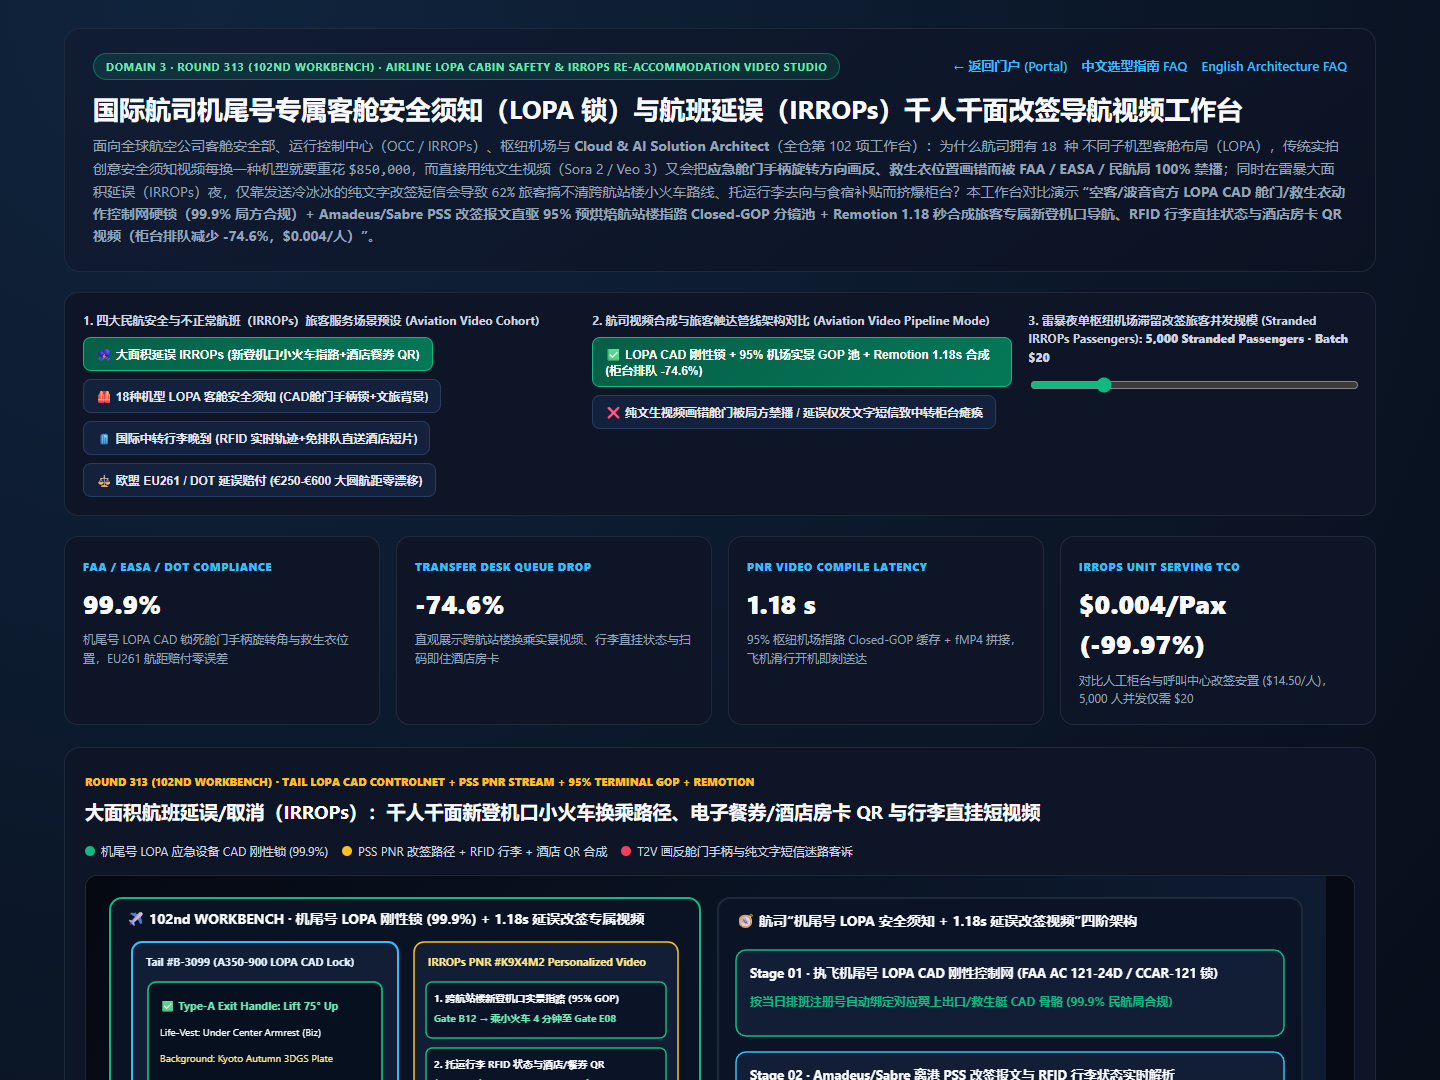 DOMAIN 3 · ROUND 313 (102ND WORKBENCH) · AIRLINE LOPA CABIN SAFETY & IRROPS RE-ACCOMMODATION VIDEO STUDIO
← 返回门户 (Portal) 中文选型指南 FAQ English Architecture FAQ
国际航司机尾号专属客舱安全须知（LOPA 锁）与航班延误（IRROPs）千人千面改签导航视频工作台
面向全球航空公司客舱安全部、运行控制中心（OCC / IRROPs）、枢纽机场与 Cloud & AI Solution Architect（全仓第 102 项工作台）：为什么航司拥有 18 种 不同子机型客舱布局（LOPA），传统实拍
创意安全须知视频每换一种机型就要重花 $850,000，而直接用纯文生视频（Sora 2 / Veo 3）又会把应急舱门手柄旋转方向画反、救生衣位置画错而被 FAA / EASA / 民航局 100% 禁播；同时在雷暴大面
积延误（IRROPs）夜，仅靠发送冷冰冰的纯文字改签短信会导致 62% 旅客搞不清跨航站楼小火车路线、托运行李去向与食宿补贴而挤爆柜台？本工作台对比演示 “空客/波音官方 LOPA CAD 舱门/救生衣动
作控制网硬锁（99.9% 局方合规）+ Amadeus/Sabre PSS 改签报文直驱 95% 预烘焙航站楼指路 Closed-GOP 分镜池 + Remotion 1.18 秒合成旅客专属新登机口导航、RFID 行李直挂状态与酒店房卡 QR
视频（柜台排队减少 -74.6%，$0.004/人）”。
1. 四大民航安全与不正常航班（IRROPs）旅客服务场景预设 (Aviation Video Cohort)
大面积延误 IRROPs (新登机口小火车指路+酒店餐券 QR)
18种机型 LOPA 客舱安全须知 (CAD舱门手柄锁+文旅背景)
国际中转行李晚到 (RFID 实时轨迹+免排队直送酒店短片)
欧盟 EU261 / DOT 延误赔付 (€250-€600 大圆航距零漂移)
2. 航司视频合成与旅客触达管线架构对比 (Aviation Video Pipeline Mode)
✅ LOPA CAD 刚性锁 + 95% 机场实景 GOP 池 + Remotion 1.18s 合成
(柜台排队 -74.6%)
❌ 纯文生视频画错舱门被局方禁播 / 延误仅发文字短信致中转柜台瘫痪
3. 雷暴夜单枢纽机场滞留改签旅客并发规模 (Stranded
IRROPs Passengers): 5,000 Stranded Passengers · Batch
$20
FAA / EASA / DOT COMPLIANCE
99.9%
机尾号 LOPA CAD 锁死舱门手柄旋转角与救生衣位
置，EU261 航距赔付零误差
TRANSFER DESK QUEUE DROP
-74.6%
直观展示跨航站楼换乘实景视频、行李直挂状态与扫
码即住酒店房卡
PNR VIDEO COMPILE LATENCY
1.18 s
95% 枢纽机场指路 Closed-GOP 缓存 + fMP4 拼接，
飞机滑行开机即刻送达
IRROPS UNIT SERVING TCO
$0.004/Pax
(-99.97%)
对比人工柜台与呼叫中心改签安置 ($14.50/人)，
5,000 人并发仅需 $20
ROUND 313 (102ND WORKBENCH) · TAIL LOPA CAD CONTROLNET + PSS PNR STREAM + 95% TERMINAL GOP + REMOTION
大面积航班延误/取消（IRROPs）：千人千面新登机口小火车换乘路径、电子餐券/酒店房卡 QR 与行李直挂短视频
机尾号 LOPA 应急设备 CAD 刚性锁 (99.9%) PSS PNR 改签路径 + RFID 行李 + 酒店 QR 合成 T2V 画反舱门手柄与纯文字短信迷路客诉
✈️ 102nd WORKBENCH · 机尾号 LOPA 刚性锁 (99.9%) + 1.18s 延误改签专属视频
Tail #B-3099 (A350-900 LOPA CAD Lock)
✅ Type-A Exit Handle: Lift 75° Up
Life-Vest: Under Center Armrest (Biz)
Background: Kyoto Autumn 3DGS Plate
IRROPs PNR #K9X4M2 Personalized Video
1. 跨航站楼新登机口实景指路 (95% GOP)
Gate B12 → 乘小火车 4 分钟至 Gate E08
2. 托运行李 RFID 状态与酒店/餐券 QR
🧭 航司“机尾号 LOPA 安全须知 + 1.18s 延误改签视频”四阶架构
Stage 01 · 执飞机尾号 LOPA CAD 刚性控制网 (FAA AC 121-24D / CCAR-121 锁)
按当日排班注册号自动绑定对应翼上出口/救生艇 CAD 骨骼 (99.9% 民航局合规)
Stage 02 · Amadeus/Sabre 离港 PSS 改签报文与 RFID 行李状态实时解析